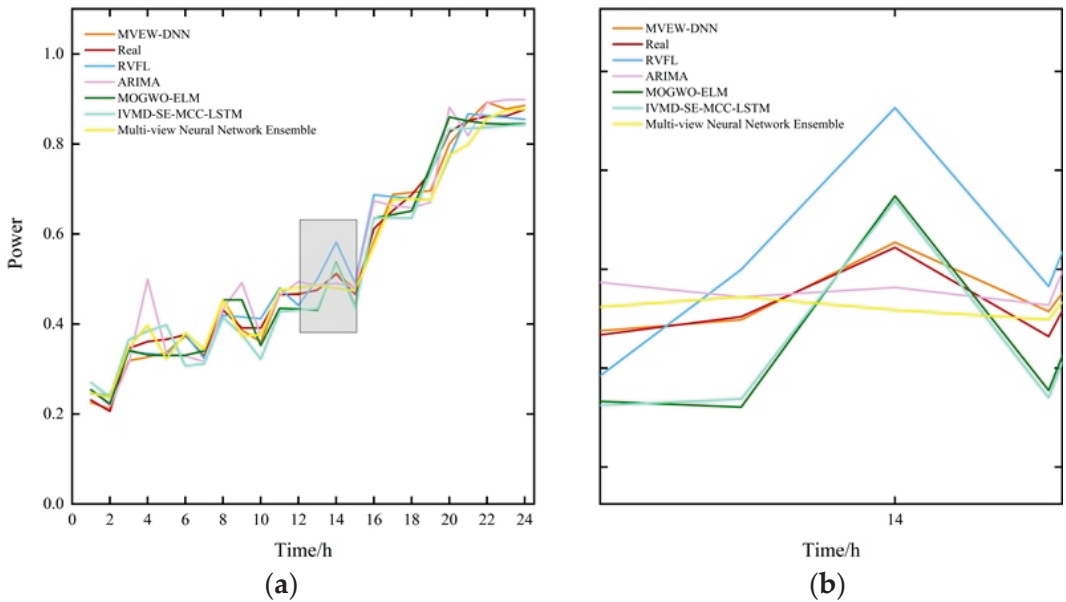 1.0
0.8
0.6
0.4
0.2
0.0
Power
MVEW-DNN
Real
RVFL
ARIMA
MOGWO-ELM
IVMD-SE-MCC-LSTM
Multi-view Neural Network Ensemble
0 2 4 6 8 10 12 14 16 18 20 22 24
Time/h
(a)
MVEW-DNN
Real
RVFL
ARIMA
MOGWO-ELM
IVMD-SE-MCC-LSTM
Multi-view Neural Network Ensemble
14
Time/h
(b)